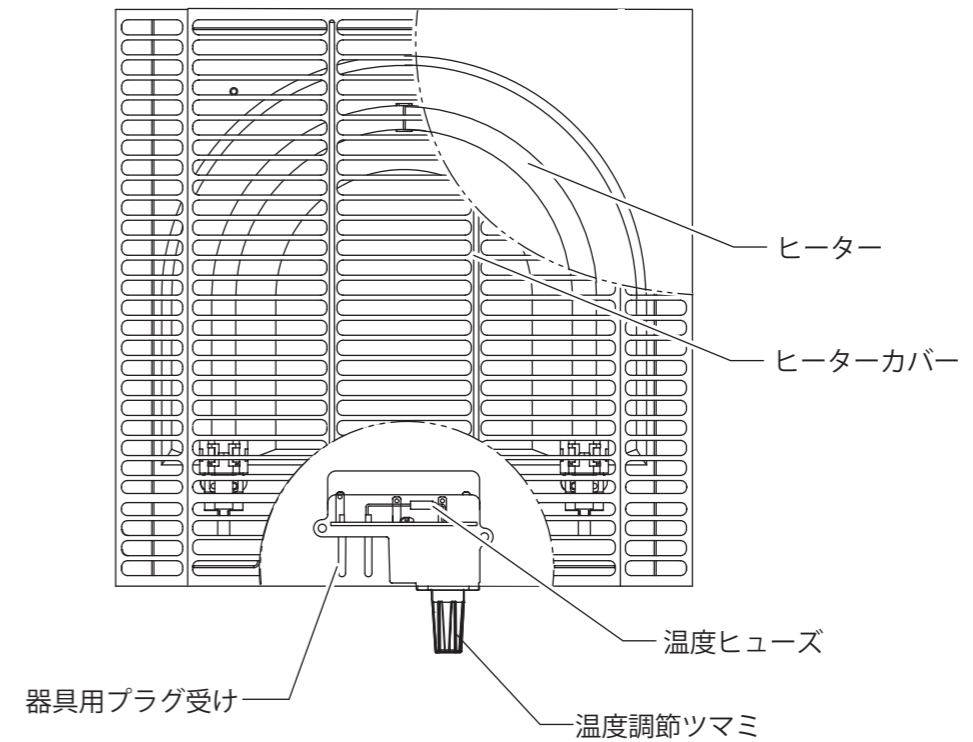 ヒーター
ヒーターカバー
温度ヒューズ
器具用プラグ受け
温度調節ツマミ